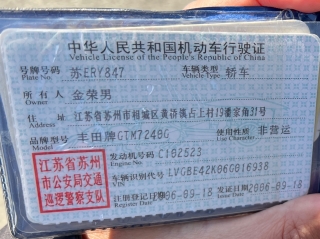 中华人民共和国机动车行驶证
Vehicle License of the People's Republic of China
号牌号码 苏ERY847 车辆类型 轿车
Plate No. Vehicle Type
所有人 金荣男
Owner
住址 江苏省苏州市相城区黄桥镇占上村19潘家角31号
Address
品牌型号 丰田牌GTM7240G 使用性质 非营运
Model Use Character
江苏省苏州
市公安局交通
巡逻警察支队
发动机号码 C102523
Engine No.
车辆识别代号 LVGBE42K06G016938
VIN
注册登记日期 2006-09-18 发证日期 2006-09-18
Register Date Issue Date